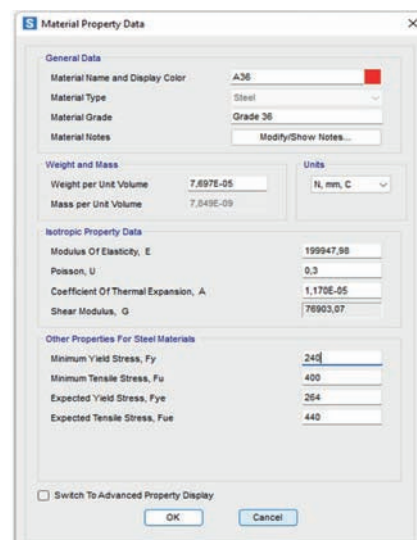 S Material Property Data
General Data
Material Name and Display Color A36
Material Type Steel
Material Grade Grade 36
Material Notes Modify/Show Notes...
Weight and Mass Units
Weight per Unit Volume 7,697E-05 N, mm, C
Mass per Unit Volume 7,849E-09
Isotropic Property Data
Modulus Of Elasticity, E 199947,98
Poisson, U 0,3
Coefficient Of Thermal Expansion, A 1,170E-05
Shear Modulus, G 76903,07
Other Properties For Steel Materials
Minimum Yield Stress, Fy 240
Minimum Tensile Stress, Fu 400
Expected Yield Stress, Fye 264
Expected Tensile Stress, Fue 440
Switch To Advanced Property Display
OK Cancel